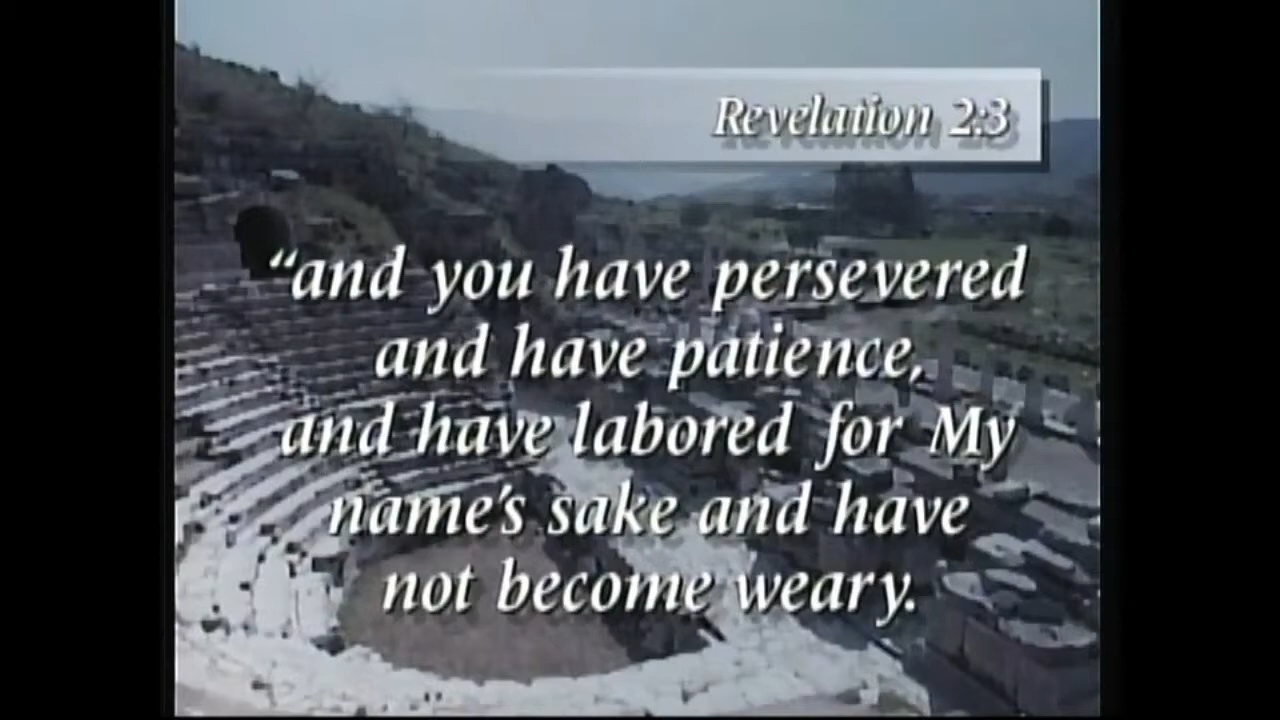 Revelation 2:3
“and you have persevered
and have patience,
and have labored for My
name's sake and have
not become weary.